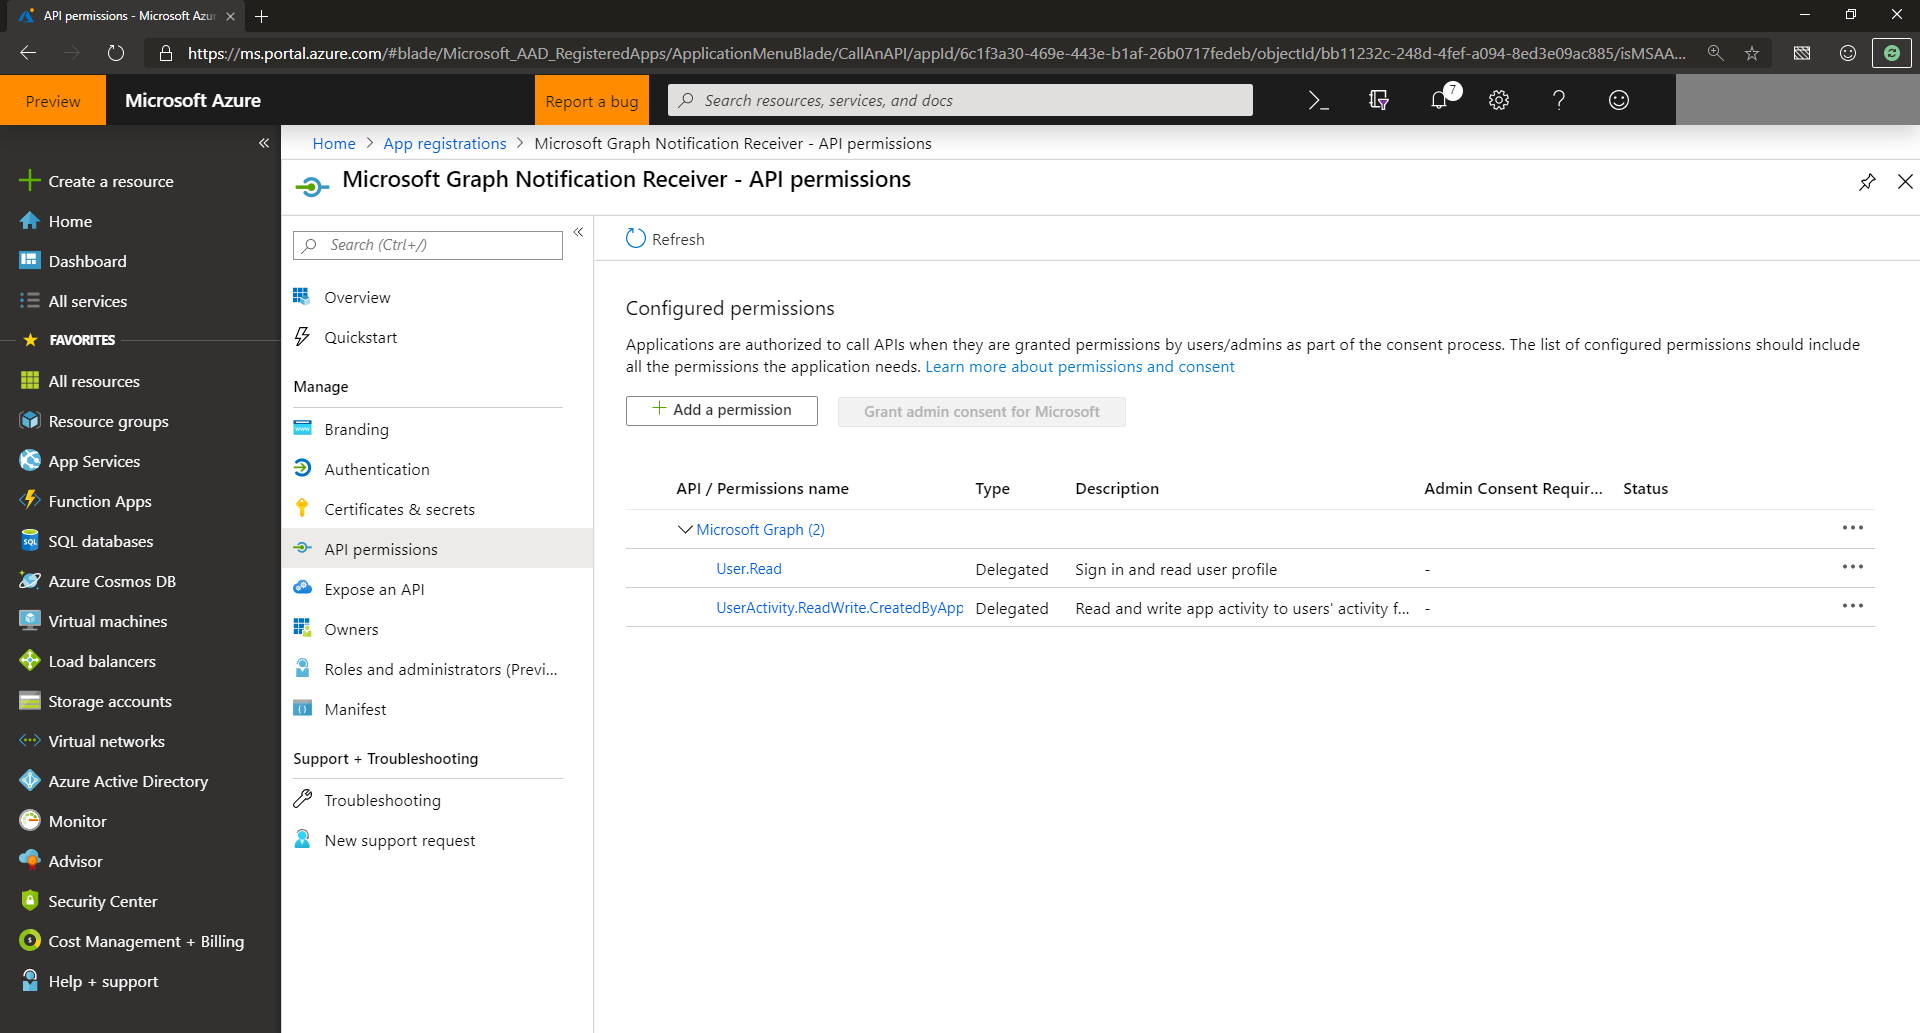 API permissions - Microsoft Azu
https://ms.portal.azure.com/#blade/Microsoft_AAD_RegisteredApps/ApplicationMenuBlade/CallAnAPI/appId/6c1f3a30-469e-443e-b1af-26b0717fedeb/objectId/bb11232c-248d-4fef-a094-8ed3e09ac885/isMSAA...
Preview
Microsoft Azure
Report a bug
Search resources, services, and docs
7
Create a resource
Home
Dashboard
All services
FAVORITES
All resources
Resource groups
App Services
Function Apps
SQL databases
Azure Cosmos DB
Virtual machines
Load balancers
Storage accounts
Virtual networks
Azure Active Directory
Monitor
Advisor
Security Center
Cost Management + Billing
Help + support
Home > App registrations > Microsoft Graph Notification Receiver - API permissions
Microsoft Graph Notification Receiver - API permissions
Search (Ctrl+/)
Overview
Quickstart
Manage
Branding
Authentication
Certificates & secrets
API permissions
Expose an API
Owners
Roles and administrators (Previ...
Manifest
Support + Troubleshooting
Troubleshooting
New support request
Refresh
Configured permissions
Applications are authorized to call APIs when they are granted permissions by users/admins as part of the consent process. The list of configured permissions should include
all the permissions the application needs. Learn more about permissions and consent
Add a permission
Grant admin consent for Microsoft
API / Permissions name Type Description Admin Consent Requir... Status
Microsoft Graph (2)
User.Read Delegated Sign in and read user profile -
UserActivity.ReadWrite.CreatedByApp Delegated Read and write app activity to users' activity f... -